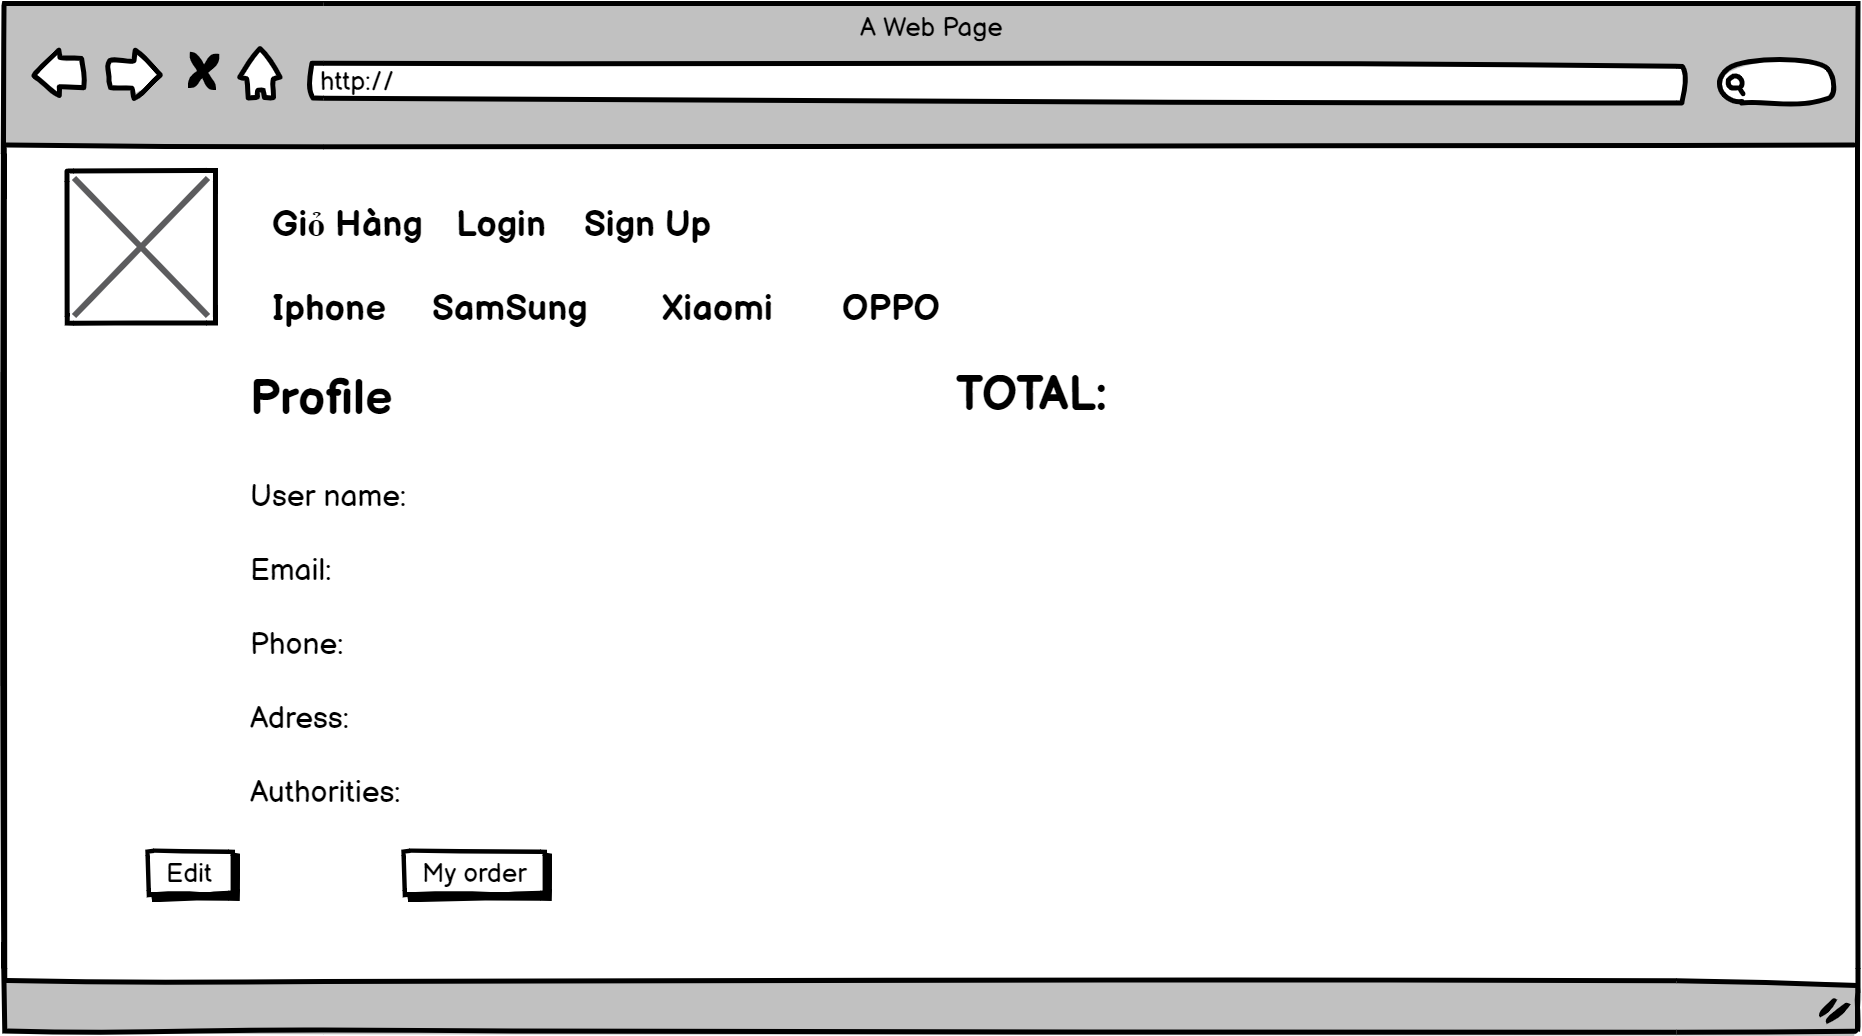 A Web Page
http://
Giỏ Hàng Login Sign Up
Iphone SamSung Xiaomi OPPO
Profile TOTAL:
User name:
Email:
Phone:
Adress:
Authorities:
Edit My order